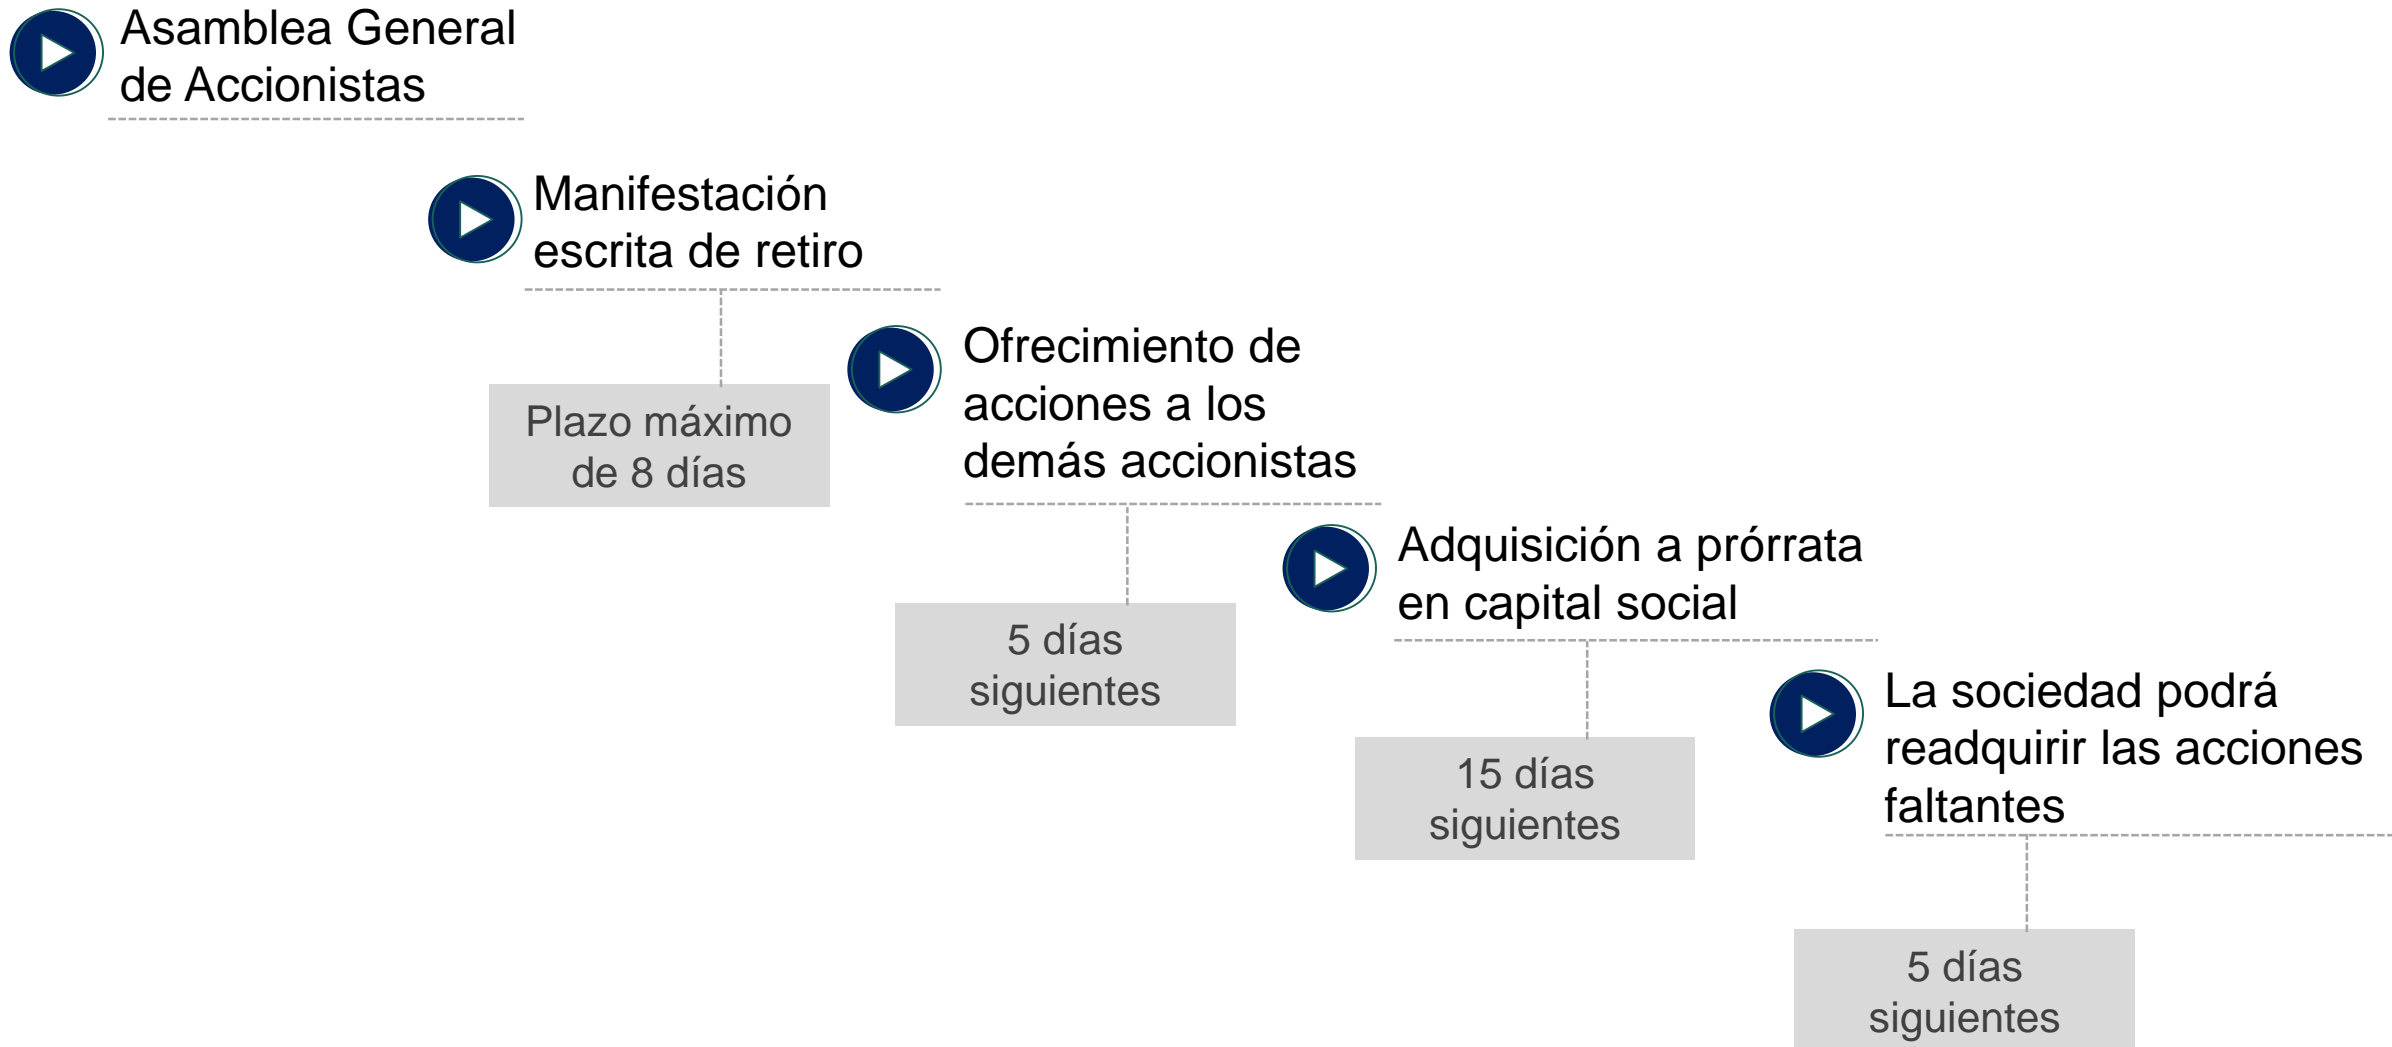 Asamblea General
de Accionistas
Manifestación
escrita de retiro
Plazo máximo
de 8 días
Ofrecimiento de
acciones a los
demás accionistas
5 días
siguientes
Adquisición a prórrata
en capital social
15 días
siguientes
La sociedad podrá
readquirir las acciones
faltantes
5 días
siguientes